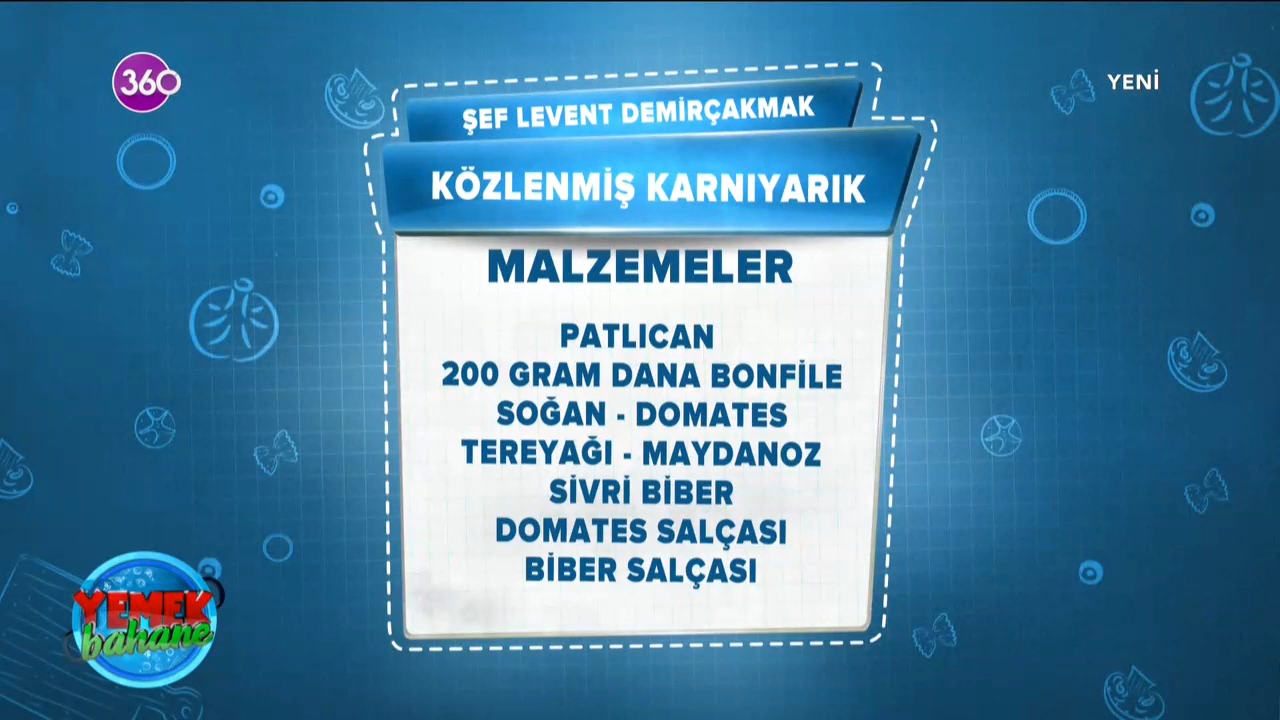 360
YENİ
ŞEF LEVENT DEMİRÇAKMAK
KÖZLENMİŞ KARNIYARIK
MALZEMELER
PATLICAN
200 GRAM DANA BONFİLE
SOĞAN - DOMATES
TEREYAĞI - MAYDANOZ
SİVRİ BİBER
DOMATES SALÇASI
BİBER SALÇASI
YEMEK
bahane